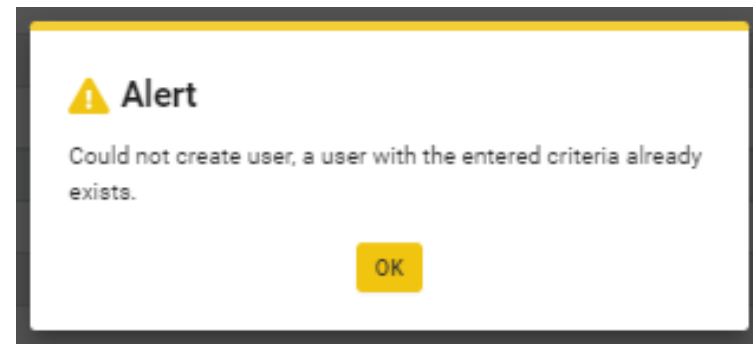 Alert
Could not create user, a user with the entered criteria already
exists.
OK